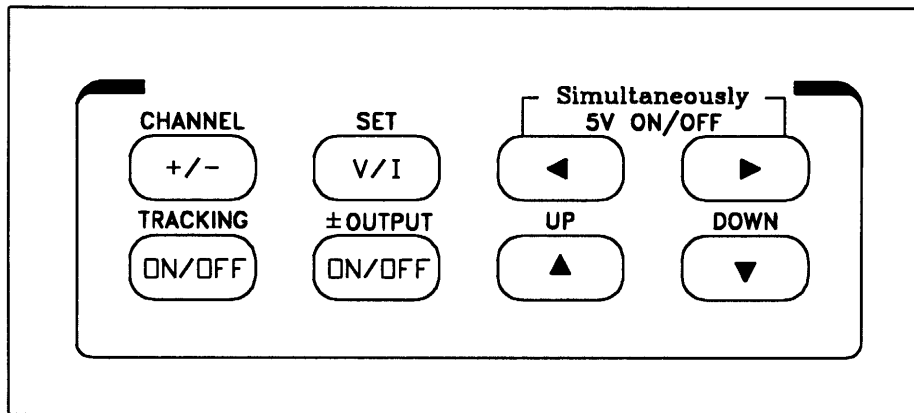 Simultaneously
CHANNEL SET 5V ON/OFF
+/- V/I ◀ ▶
TRACKING ±OUTPUT UP DOWN
ON/OFF ON/OFF ▲ ▼